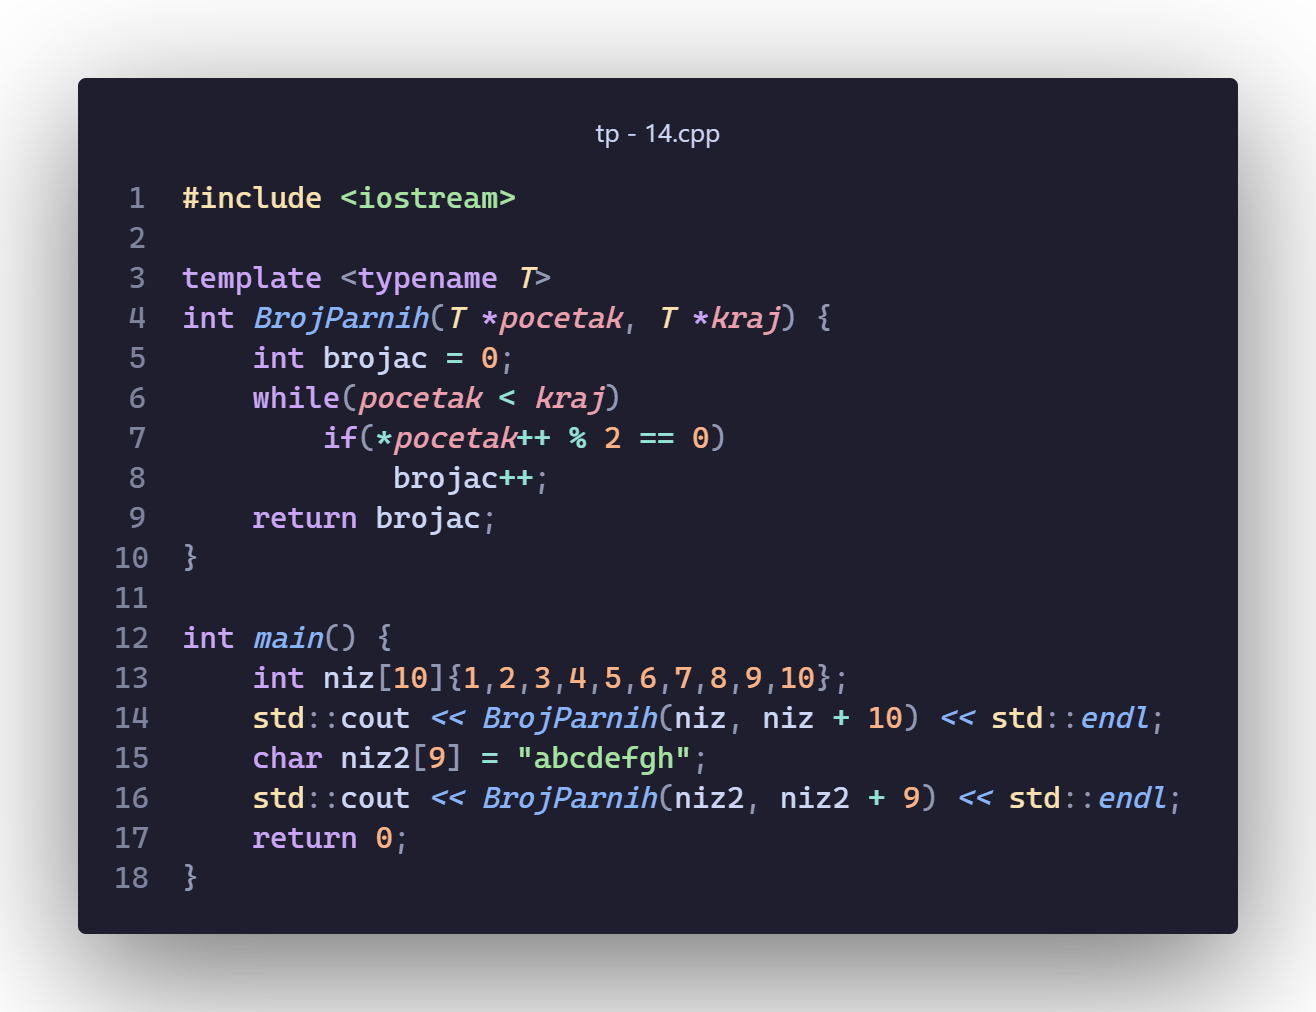 tp - 14.cpp
1 #include <iostream>
2
3 template <typename T>
4 int BrojParnih(T *pocetak, T *kraj) {
5     int brojac = 0;
6     while(pocetak < kraj)
7         if(*pocetak++ % 2 == 0)
8             brojac++;
9     return brojac;
10 }
11
12 int main() {
13     int niz[10]{1,2,3,4,5,6,7,8,9,10};
14     std::cout << BrojParnih(niz, niz + 10) << std::endl;
15     char niz2[9] = "abcdefgh";
16     std::cout << BrojParnih(niz2, niz2 + 9) << std::endl;
17     return 0;
18 }